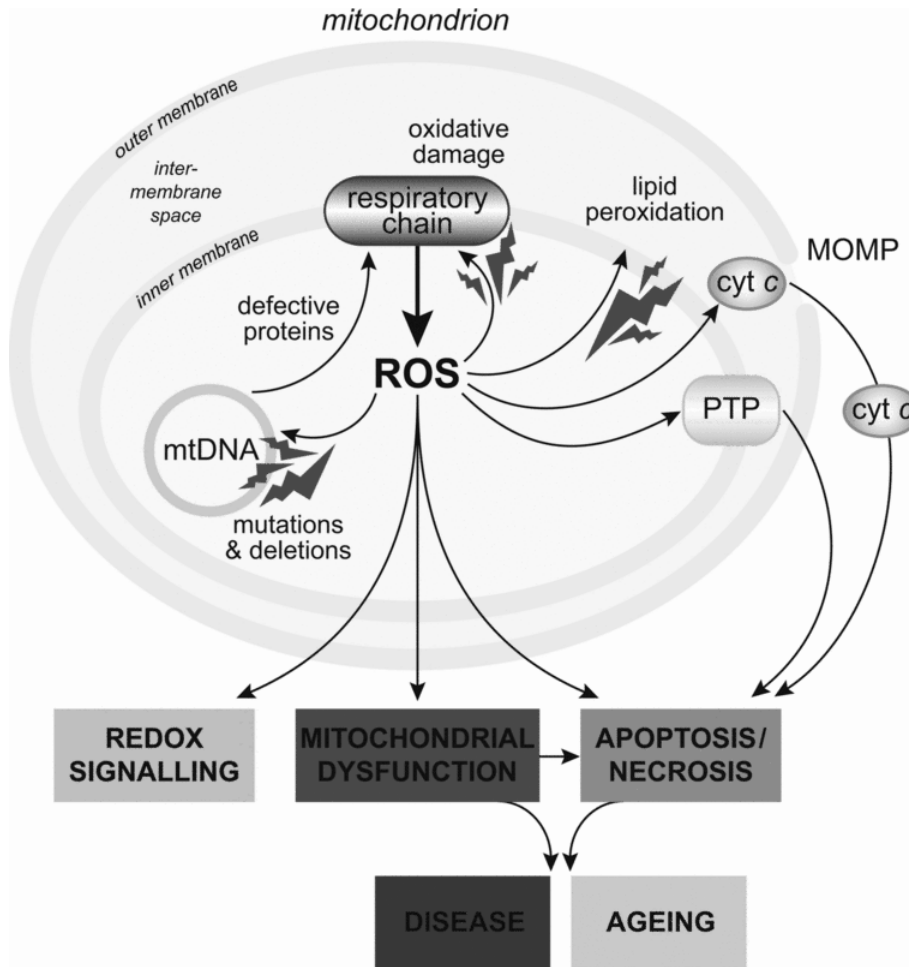 mitochondrion
outer membrane
inter-
membrane
space
inner membrane
oxidative
damage
respiratory
chain
lipid
peroxidation
MOMP
cyt c
defective
proteins
ROS
PTP
cyt c
mtDNA
mutations
& deletions
REDOX
SIGNALLING
MITOCHONDRIAL
DYSFUNCTION
APOPTOSIS/
NECROSIS
DISEASE
AGEING